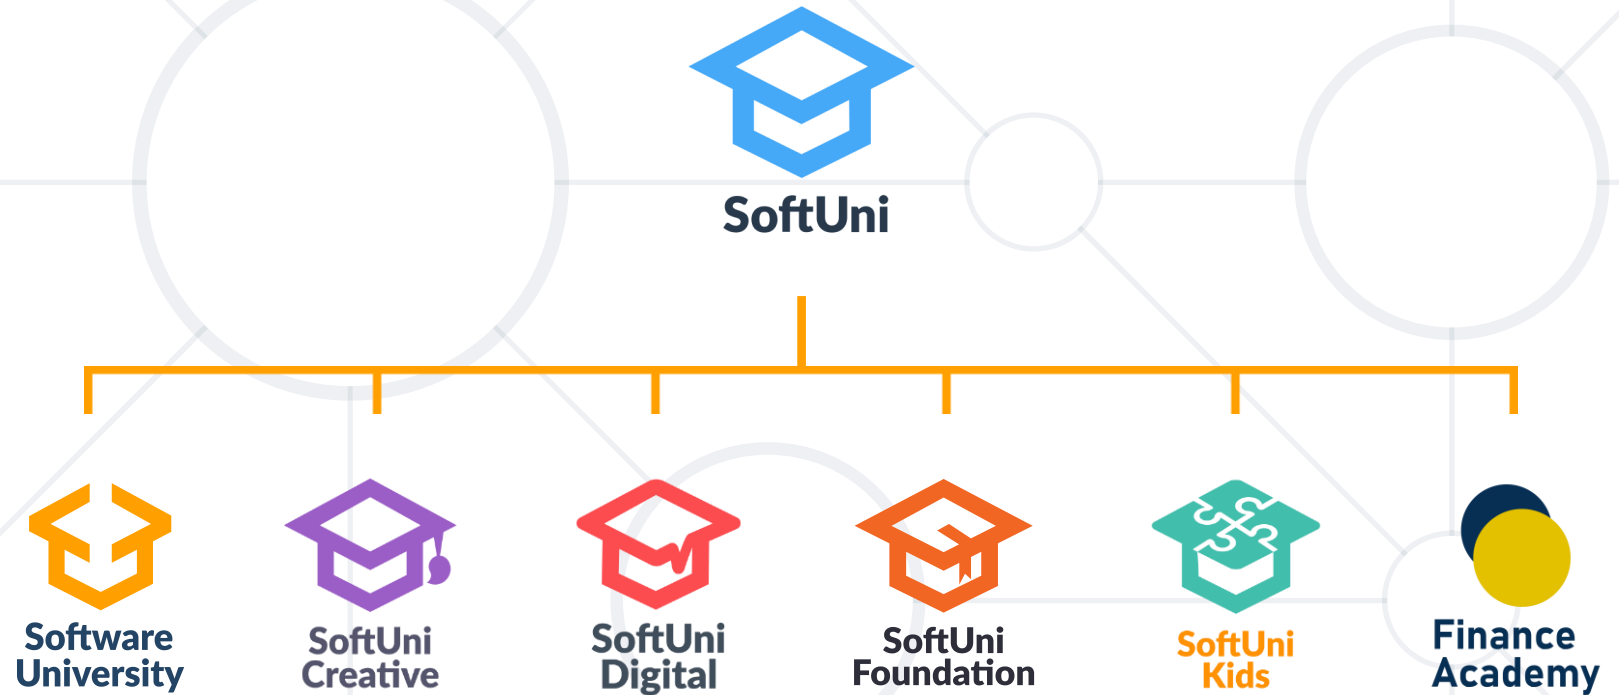 SoftUni
Software
University
SoftUni
Creative
SoftUni
Digital
SoftUni
Foundation
SoftUni
Kids
Finance
Academy